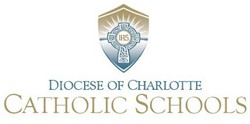 IHS
DIOCESE OF CHARLOTTE
CATHOLIC SCHOOLS